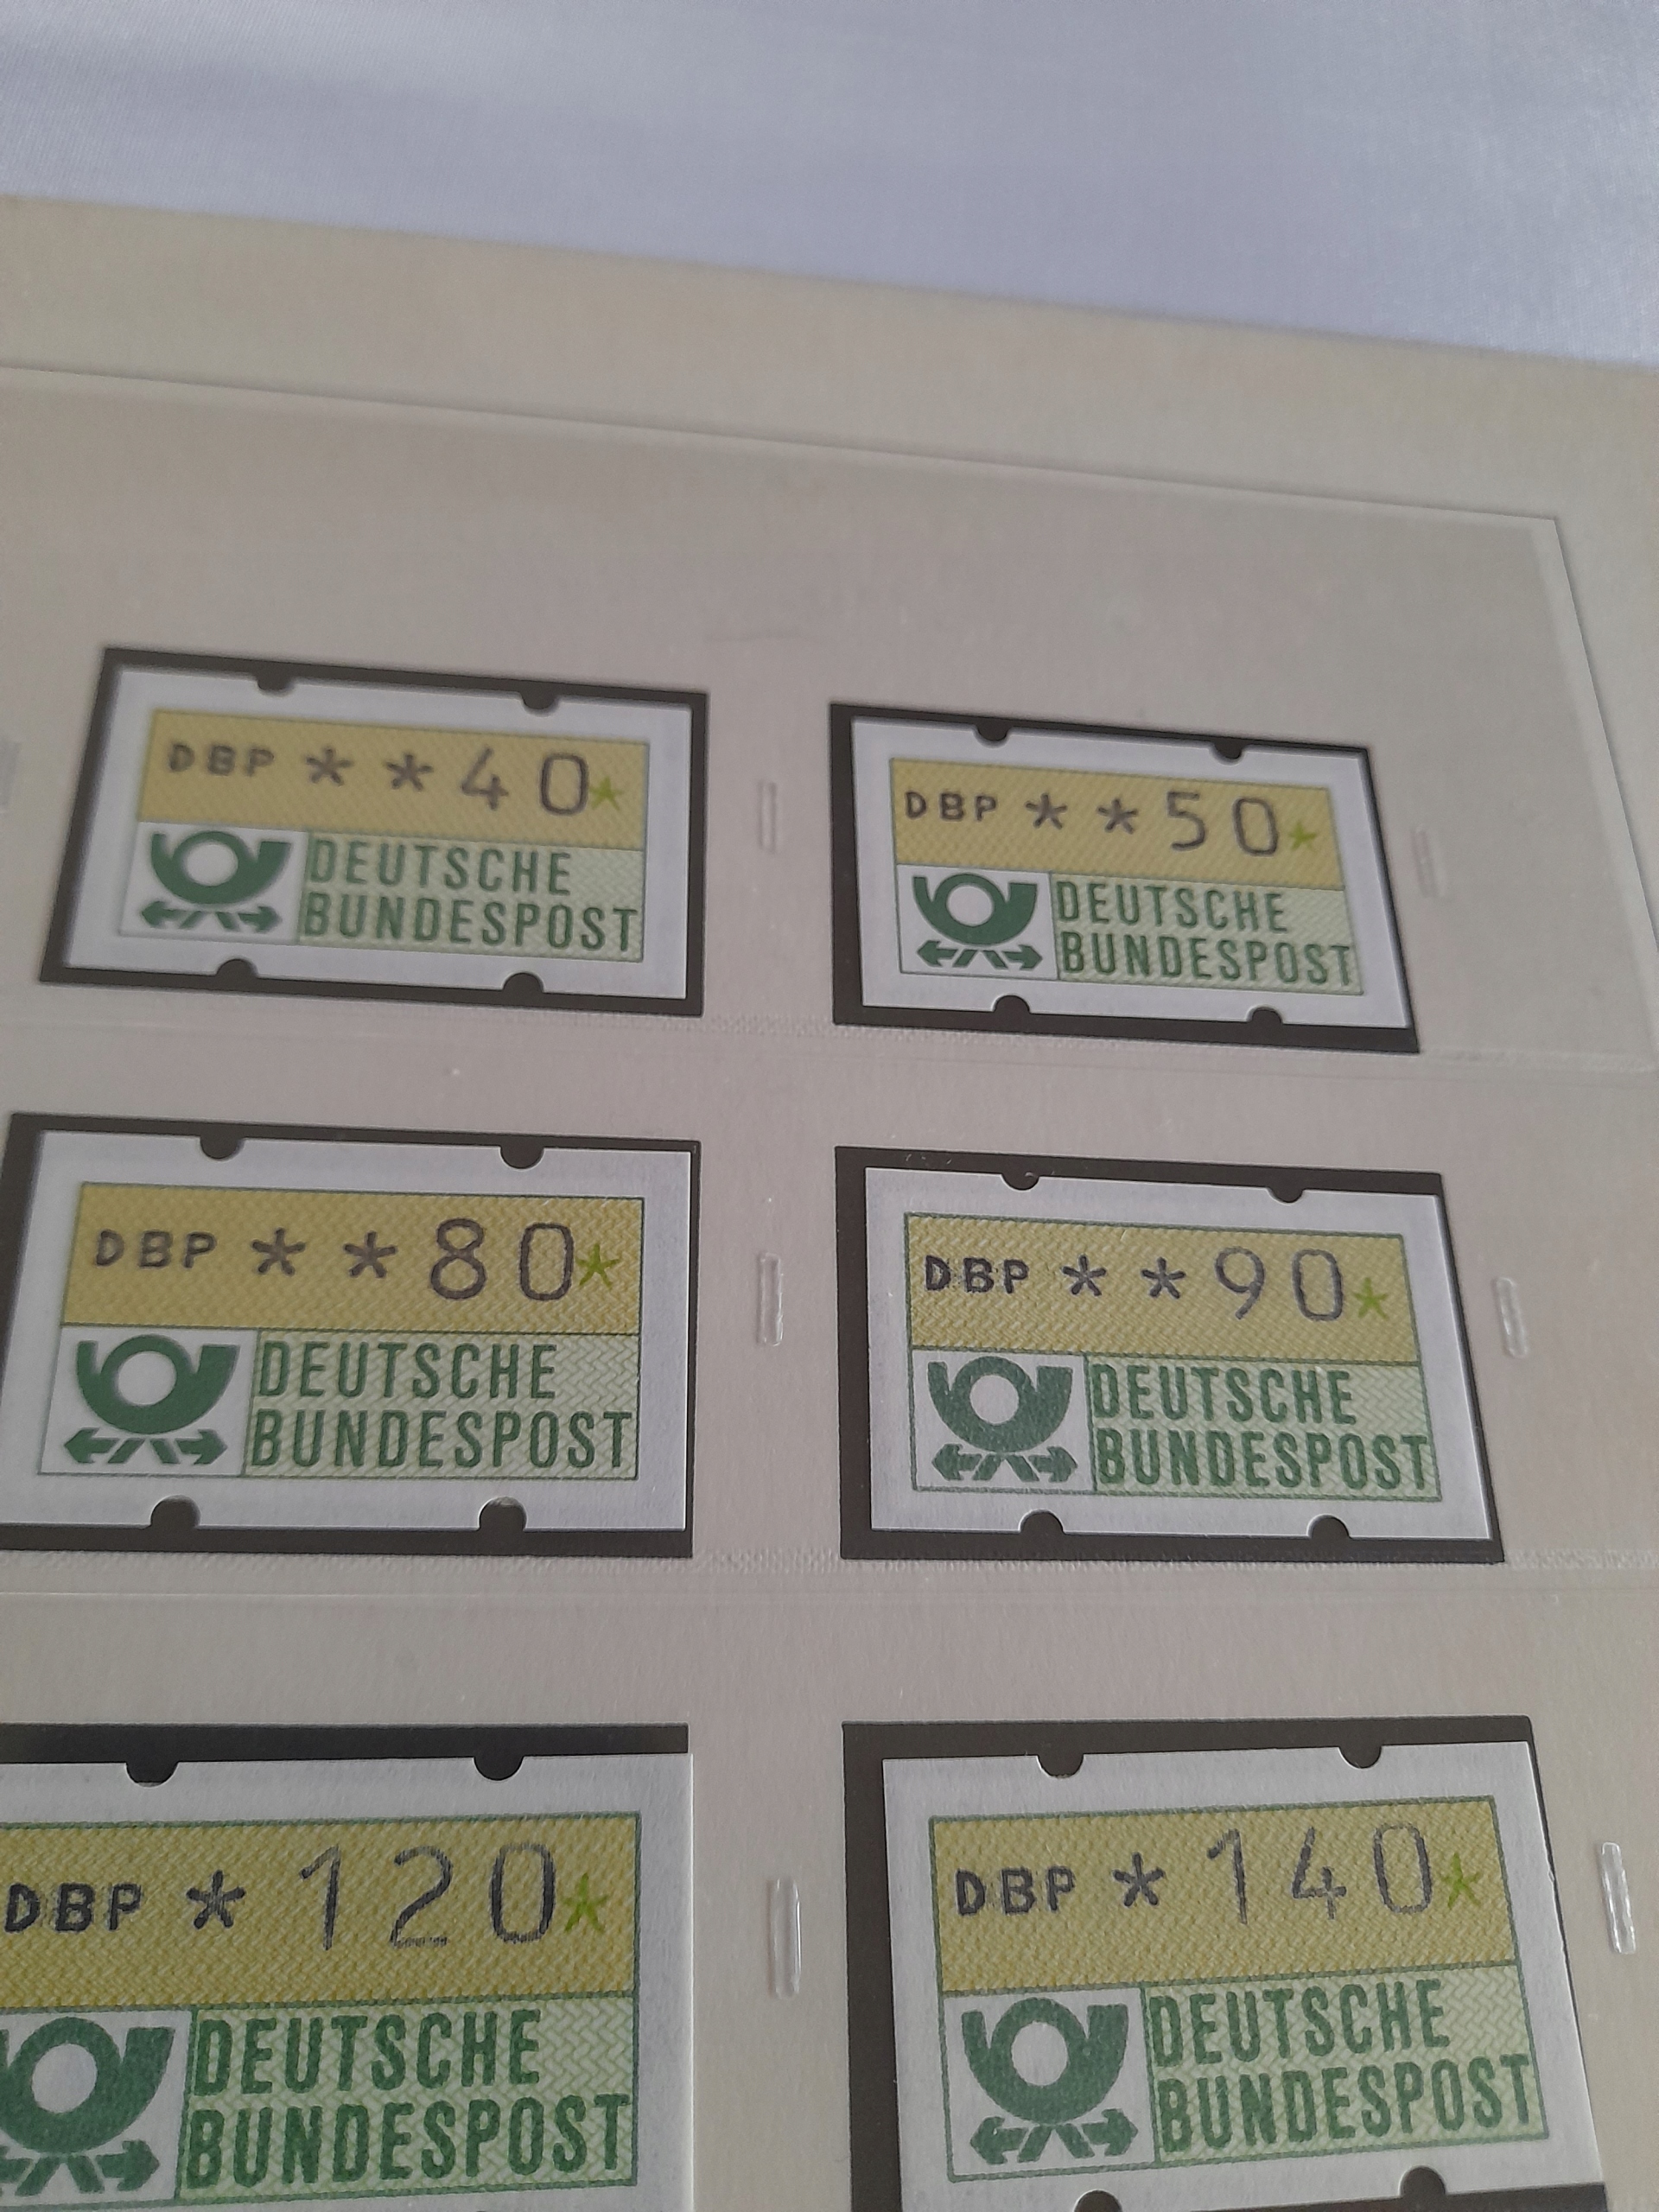 DBP **40*
DEUTSCHE
BUNDESPOST
DBP **50*
DEUTSCHE
BUNDESPOST
DBP **80*
DEUTSCHE
BUNDESPOST
DBP **90*
DEUTSCHE
BUNDESPOST
DBP *120*
DEUTSCHE
BUNDESPOST
DBP *140*
DEUTSCHE
BUNDESPOST